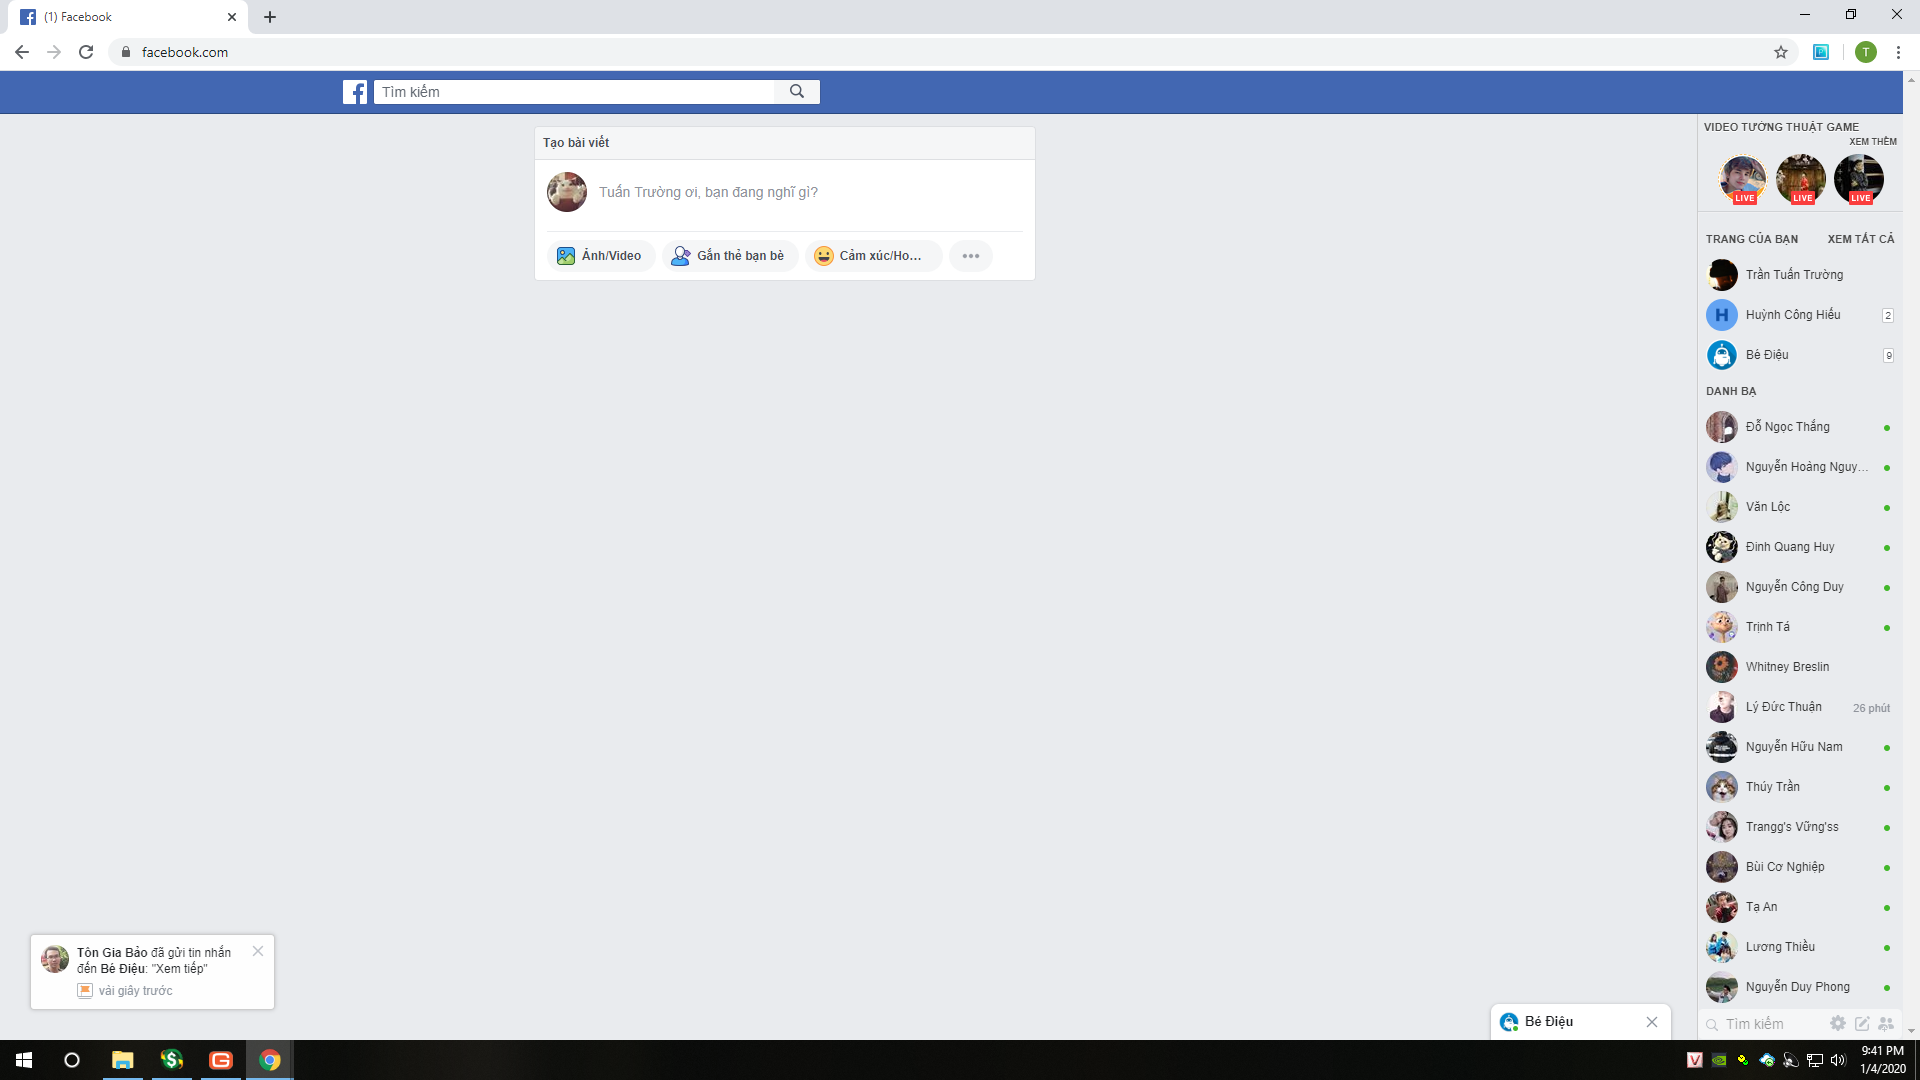 (1) Facebook
facebook.com
T
Tìm kiếm
Tạo bài viết
Tuấn Trường ơi, bạn đang nghĩ gì?
Ảnh/Video
Gắn thẻ bạn bè
Cảm xúc/Ho...
VIDEO TƯỜNG THUẬT GAME
XEM THÊM
LIVE
LIVE
LIVE
TRANG CỦA BẠN XEM TẤT CẢ
Trần Tuấn Trường
H
Huỳnh Công Hiếu 2
Bé Điệu 9
DANH BẠ
Đỗ Ngọc Thắng
Nguyễn Hoàng Nguy...
Văn Lộc
Đinh Quang Huy
Nguyễn Công Duy
Trịnh Tá
Whitney Breslin
Lý Đức Thuận 26 phút
Nguyễn Hữu Nam
Thúy Trần
Trangg's Vững'ss
Bùi Cơ Nghiệp
Tạ An
Lương Thiều
Nguyễn Duy Phong
Tìm kiếm
Tôn Gia Bảo đã gửi tin nhắn
đến Bé Điệu: "Xem tiếp"
vài giây trước
Bé Điệu
9:41 PM
1/4/2020